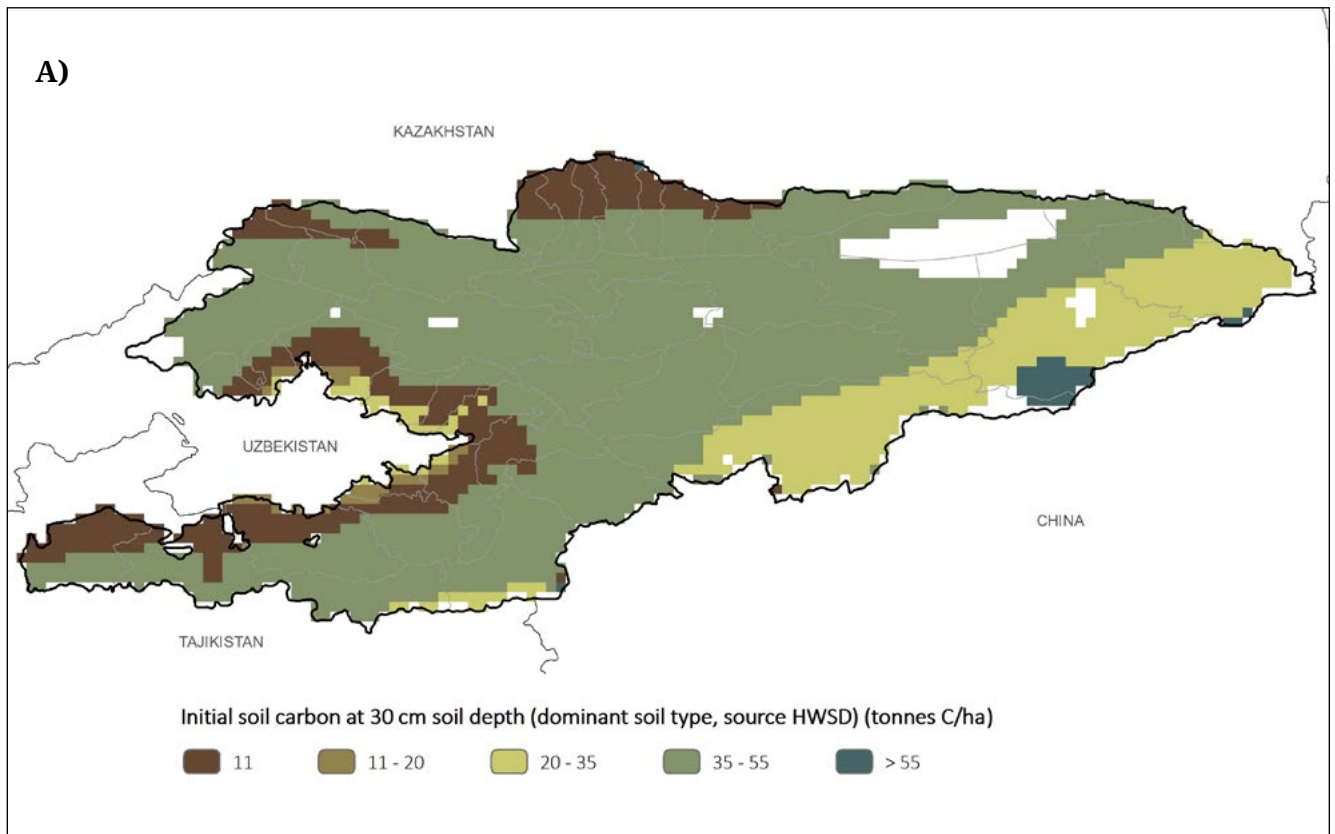 A)
KAZAKHSTAN
UZBEKISTAN
CHINA
TAJIKISTAN
Initial soil carbon at 30 cm soil depth (dominant soil type, source HWSD) (tonnes C/ha)
11 11 - 20 20 - 35 35 - 55 > 55